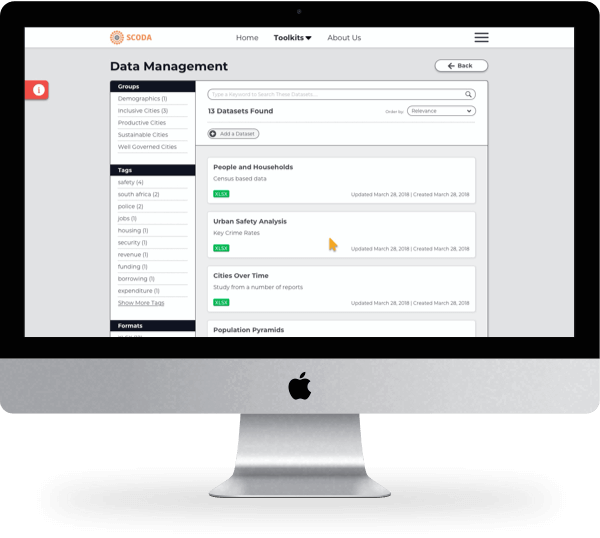 SCODA
Home Toolkits About Us
Data Management
Back
Groups
Demographics (1)
Inclusive Cities (3)
Productive Cities
Sustainable Cities
Well Governed Cities
Tags
safety (4)
south africa (2)
police (2)
jobs (1)
housing (1)
security (1)
revenue (1)
funding (1)
borrowing (1)
expenditure (1)
Show More Tags
Formats
Type a Keyword to Search These Datasets....
13 Datasets Found
Order by: Relevance
Add a Dataset
People and Households
Census based data
XLSX
Updated March 28, 2018 | Created March 28, 2018
Urban Safety Analysis
Key Crime Rates
XLSX
Updated March 28, 2018 | Created March 28, 2018
Cities Over Time
Study from a number of reports
XLSX
Updated March 28, 2018 | Created March 28, 2018
Population Pyramids